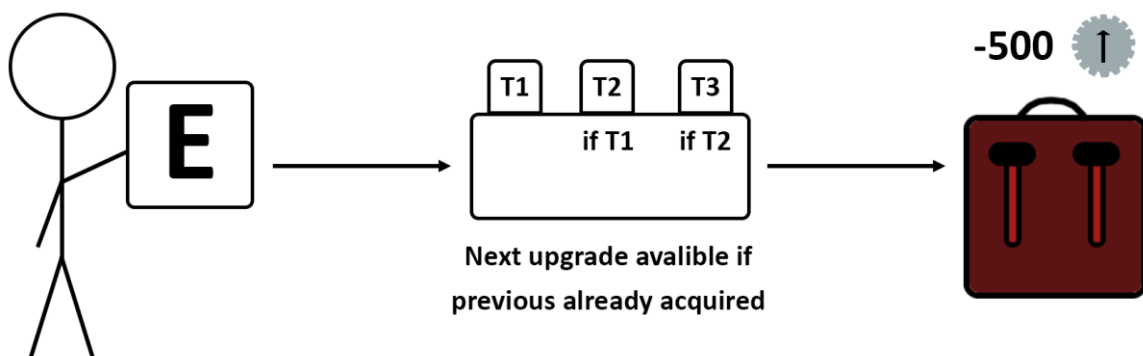 E
T1 T2 T3
if T1 if T2
Next upgrade avalible if
previous already acquired
-500